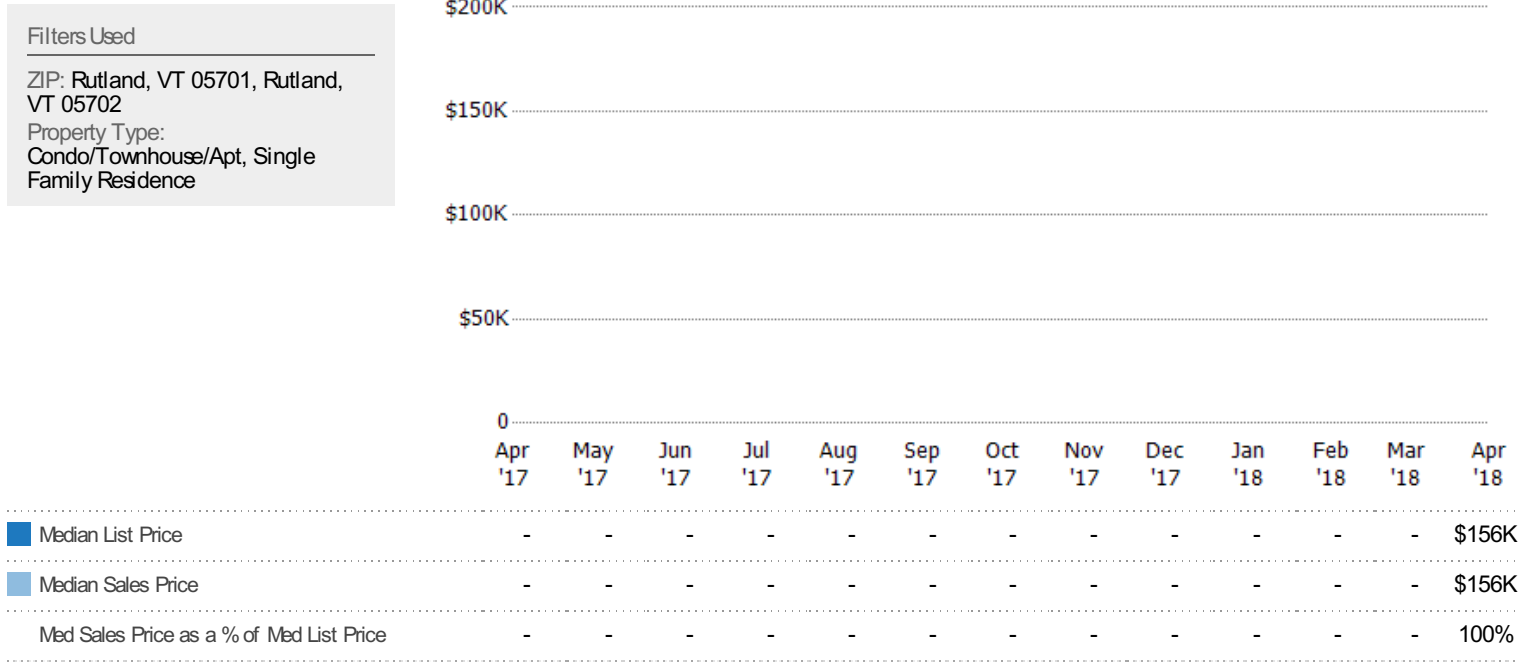 Filters Used
ZIP: Rutland, VT 05701, Rutland,
VT 05702
Property Type:
Condo/Townhouse/Apt, Single
Family Residence
$200K
$150K
$100K
$50K
0
Apr May Jun Jul Aug Sep Oct Nov Dec Jan Feb Mar Apr
'17 '17 '17 '17 '17 '17 '17 '17 '17 '18 '18 '18 '18
Median List Price - - - - - - - - - - - - $156K
Median Sales Price - - - - - - - - - - - - $156K
Med Sales Price as a % of Med List Price - - - - - - - - - - - - 100%